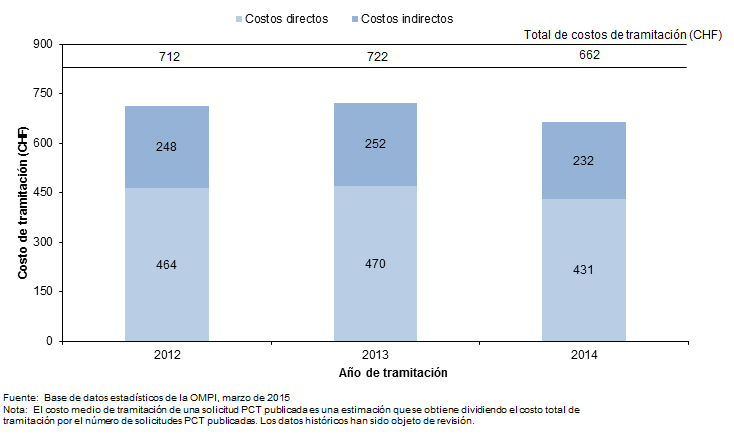 Costos directos Costos indirectos
Total de costos de tramitación (CHF)
900
712 722 662
750
600
450
300
150
0
248 252 232
464 470 431
Costo de tramitación (CHF)
2012 2013 2014
Año de tramitación
Fuente: Base de datos estadísticos de la OMPI, marzo de 2015
Nota: El costo medio de tramitación de una solicitud PCT publicada es una estimación que se obtiene dividiendo el costo total de
tramitación por el número de solicitudes PCT publicadas. Los datos históricos han sido objeto de revisión.